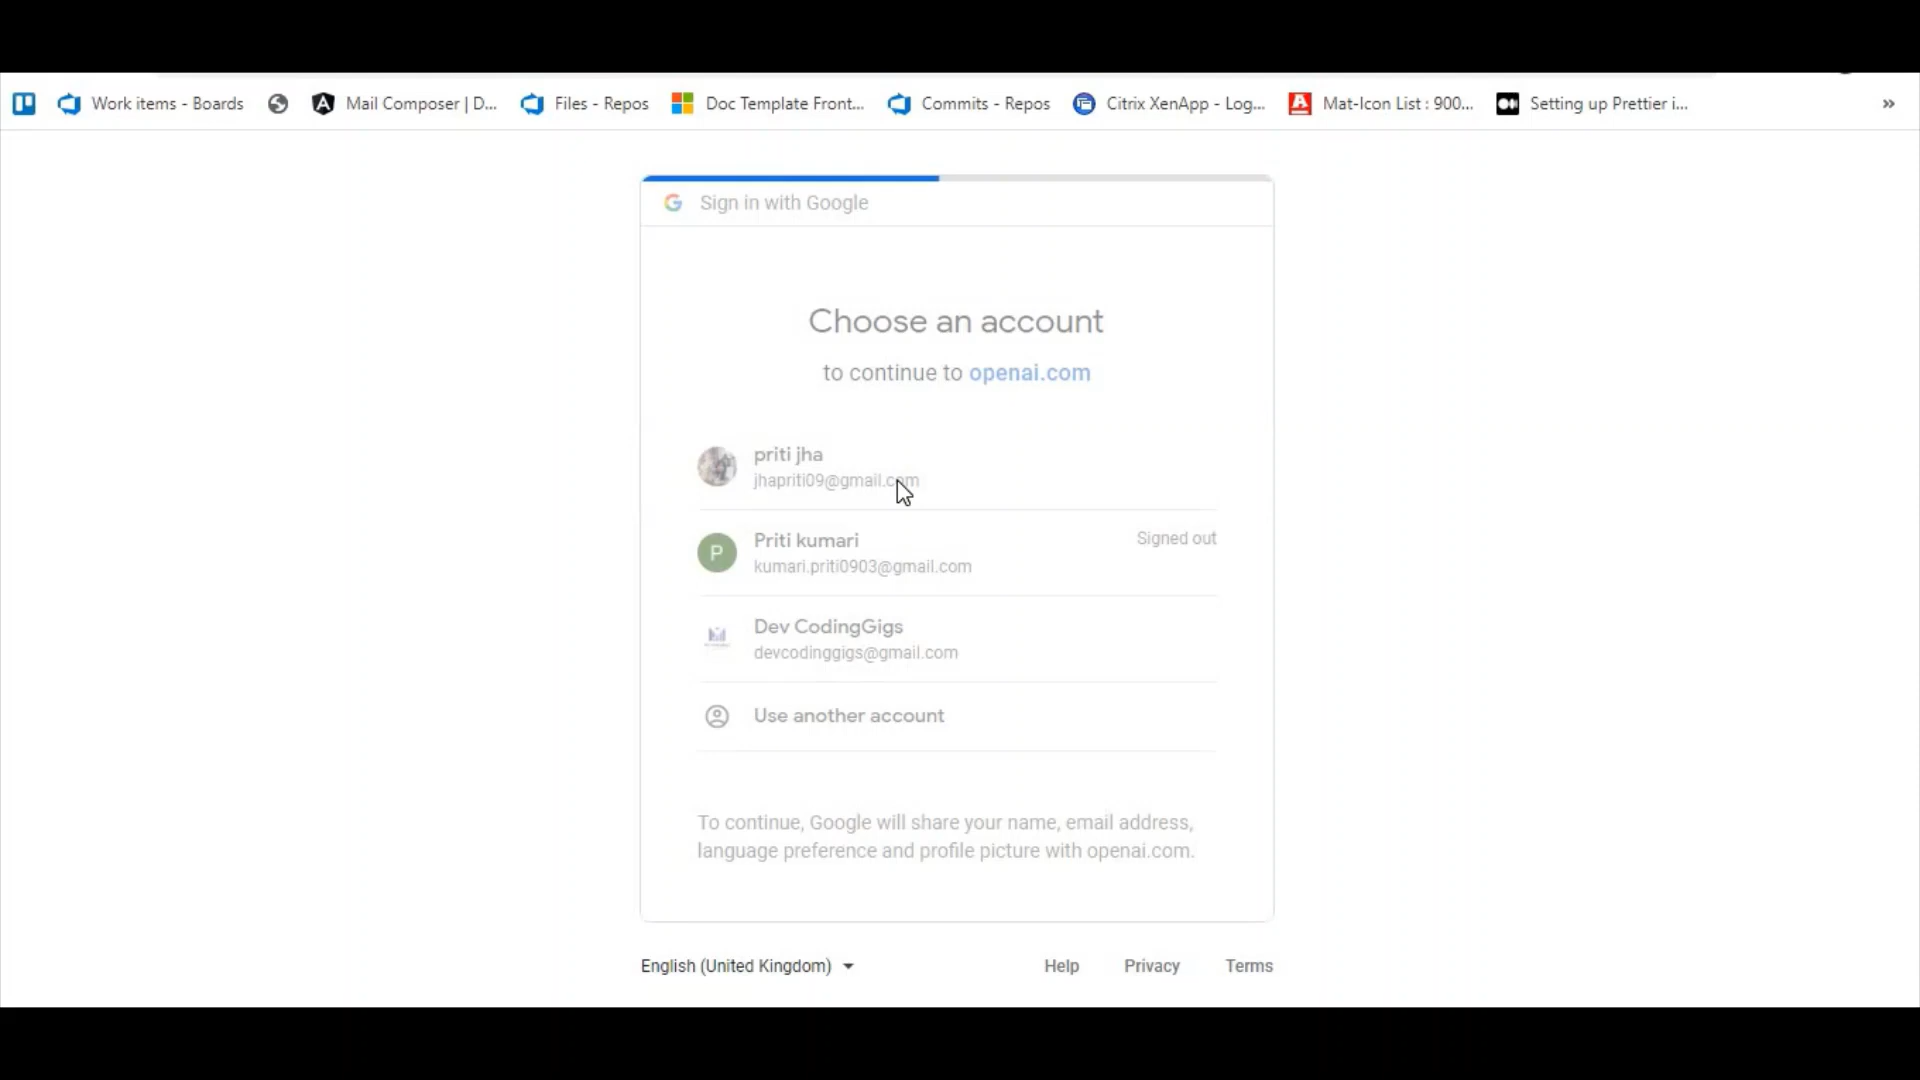 Work items - Boards
Mail Composer | D...
Files - Repos
Doc Template Front...
Commits - Repos
Citrix XenApp - Log...
Mat-Icon List : 900...
Setting up Prettier i...
»
Sign in with Google
Choose an account
to continue to openai.com
priti jha
jhapriti09@gmail.com
P
Priti kumari
Signed out
kumari.priti0903@gmail.com
Dev CodingGigs
devcodinggigs@gmail.com
Use another account
To continue, Google will share your name, email address,
language preference and profile picture with openai.com.
English (United Kingdom)
Help
Privacy
Terms